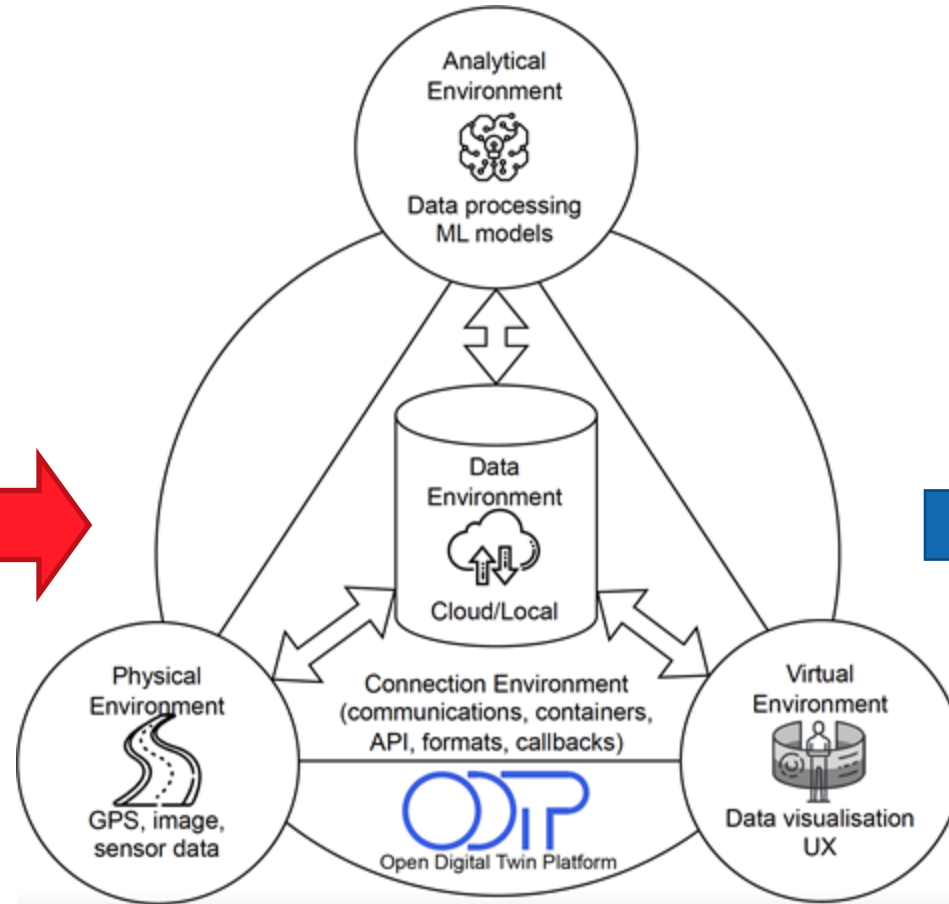 Analytical
Environment
Data processing
ML models
Data
Environment
Cloud/Local
Physical
Environment
GPS, image,
sensor data
Connection Environment
(communications, containers,
API, formats, callbacks)
Virtual
Environment
Data visualisation
UX
ODTP
Open Digital Twin Platform